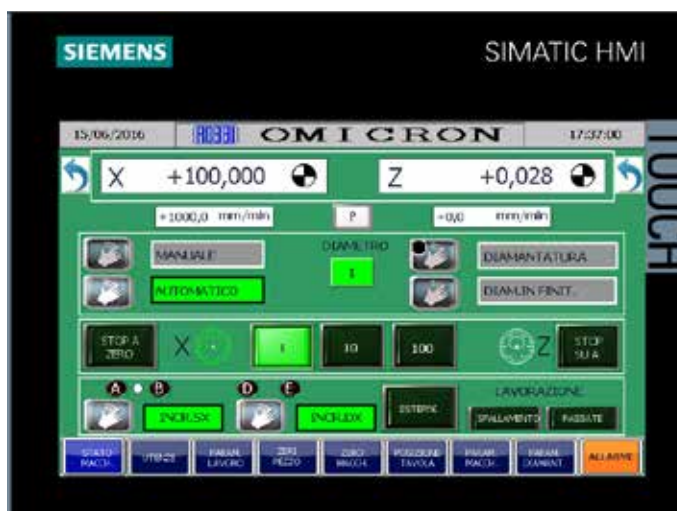 SIEMENS SIMATIC HMI
TOUCH
15/06/2016 ROSSI OMICRON 17:37:00
X +100,000 Z +0,028
+1000,0 mm/min P +0,0 mm/min
MANUALE DIAMETRO DIAMANTATURA
1
AUTOMATICO DIAM.IN FINIT.
STOP A ZERO X 1 10 100 Z STOP SU A
A B D E LAVORAZIONE
INCR.SX INCR.DX ESTERNE SPALLAMENTO PASSATE
STATO MACCH. UTENZE PARAM. LAVORO ZERI PEZZO ZERO MACCH. POSIZIONE TAVOLA PARAM. MACCH. PARAM. DIAMANT ALLARME